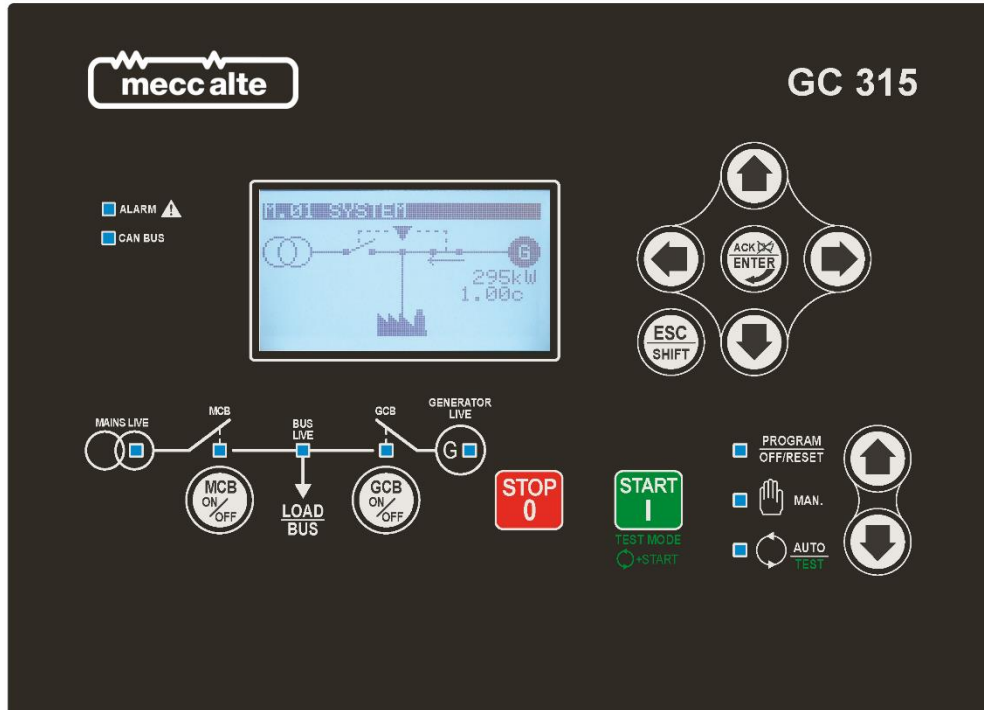 mecc alte
GC 315
ALARM
CAN BUS
M.01 SYSTEM
G
295kW
1.00c
ACK
ENTER
ESC
SHIFT
MAINS LIVE
MCB
BUS
LIVE
GCB
GENERATOR
LIVE
G
MCB
ON/OFF
LOAD
BUS
GCB
ON/OFF
STOP
0
START
I
TEST MODE
+START
PROGRAM
OFF/RESET
MAN.
AUTO
TEST